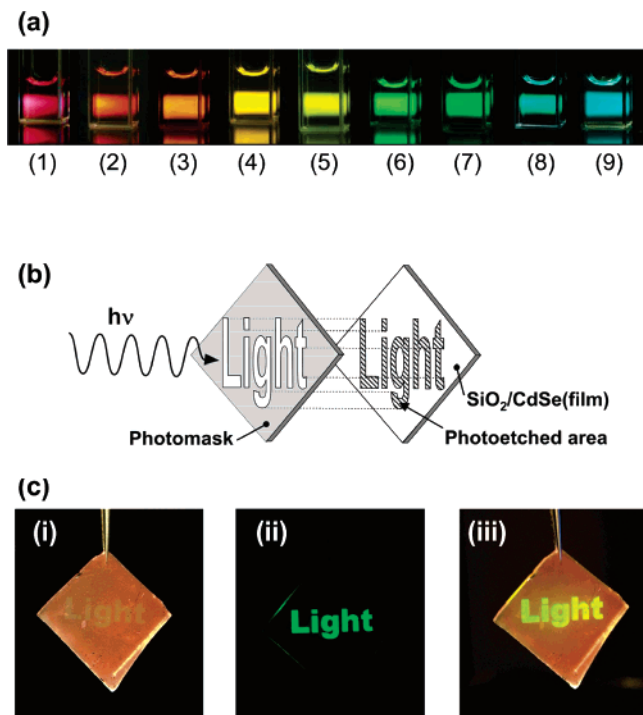 (a)
(1) (2) (3) (4) (5) (6) (7) (8) (9)
(b)
hν
Light Light
SiO2/CdSe(film)
Photomask
Photoetched area
(c)
(i) (ii) (iii)
Light Light Light